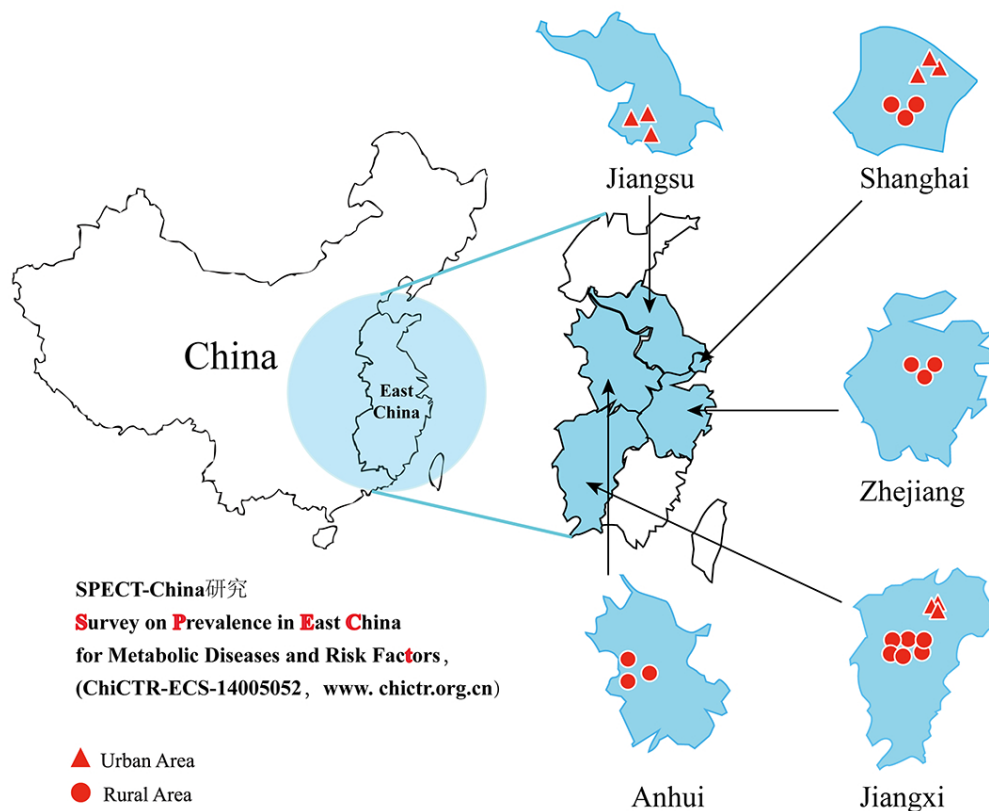 Jiangsu
Shanghai
China
East
China
Zhejiang
SPECT-China研究
Survey on Prevalence in East China
for Metabolic Diseases and Risk Factors,
(ChiCTR-ECS-14005052, www. chictr.org.cn)
Urban Area
Rural Area
Anhui
Jiangxi